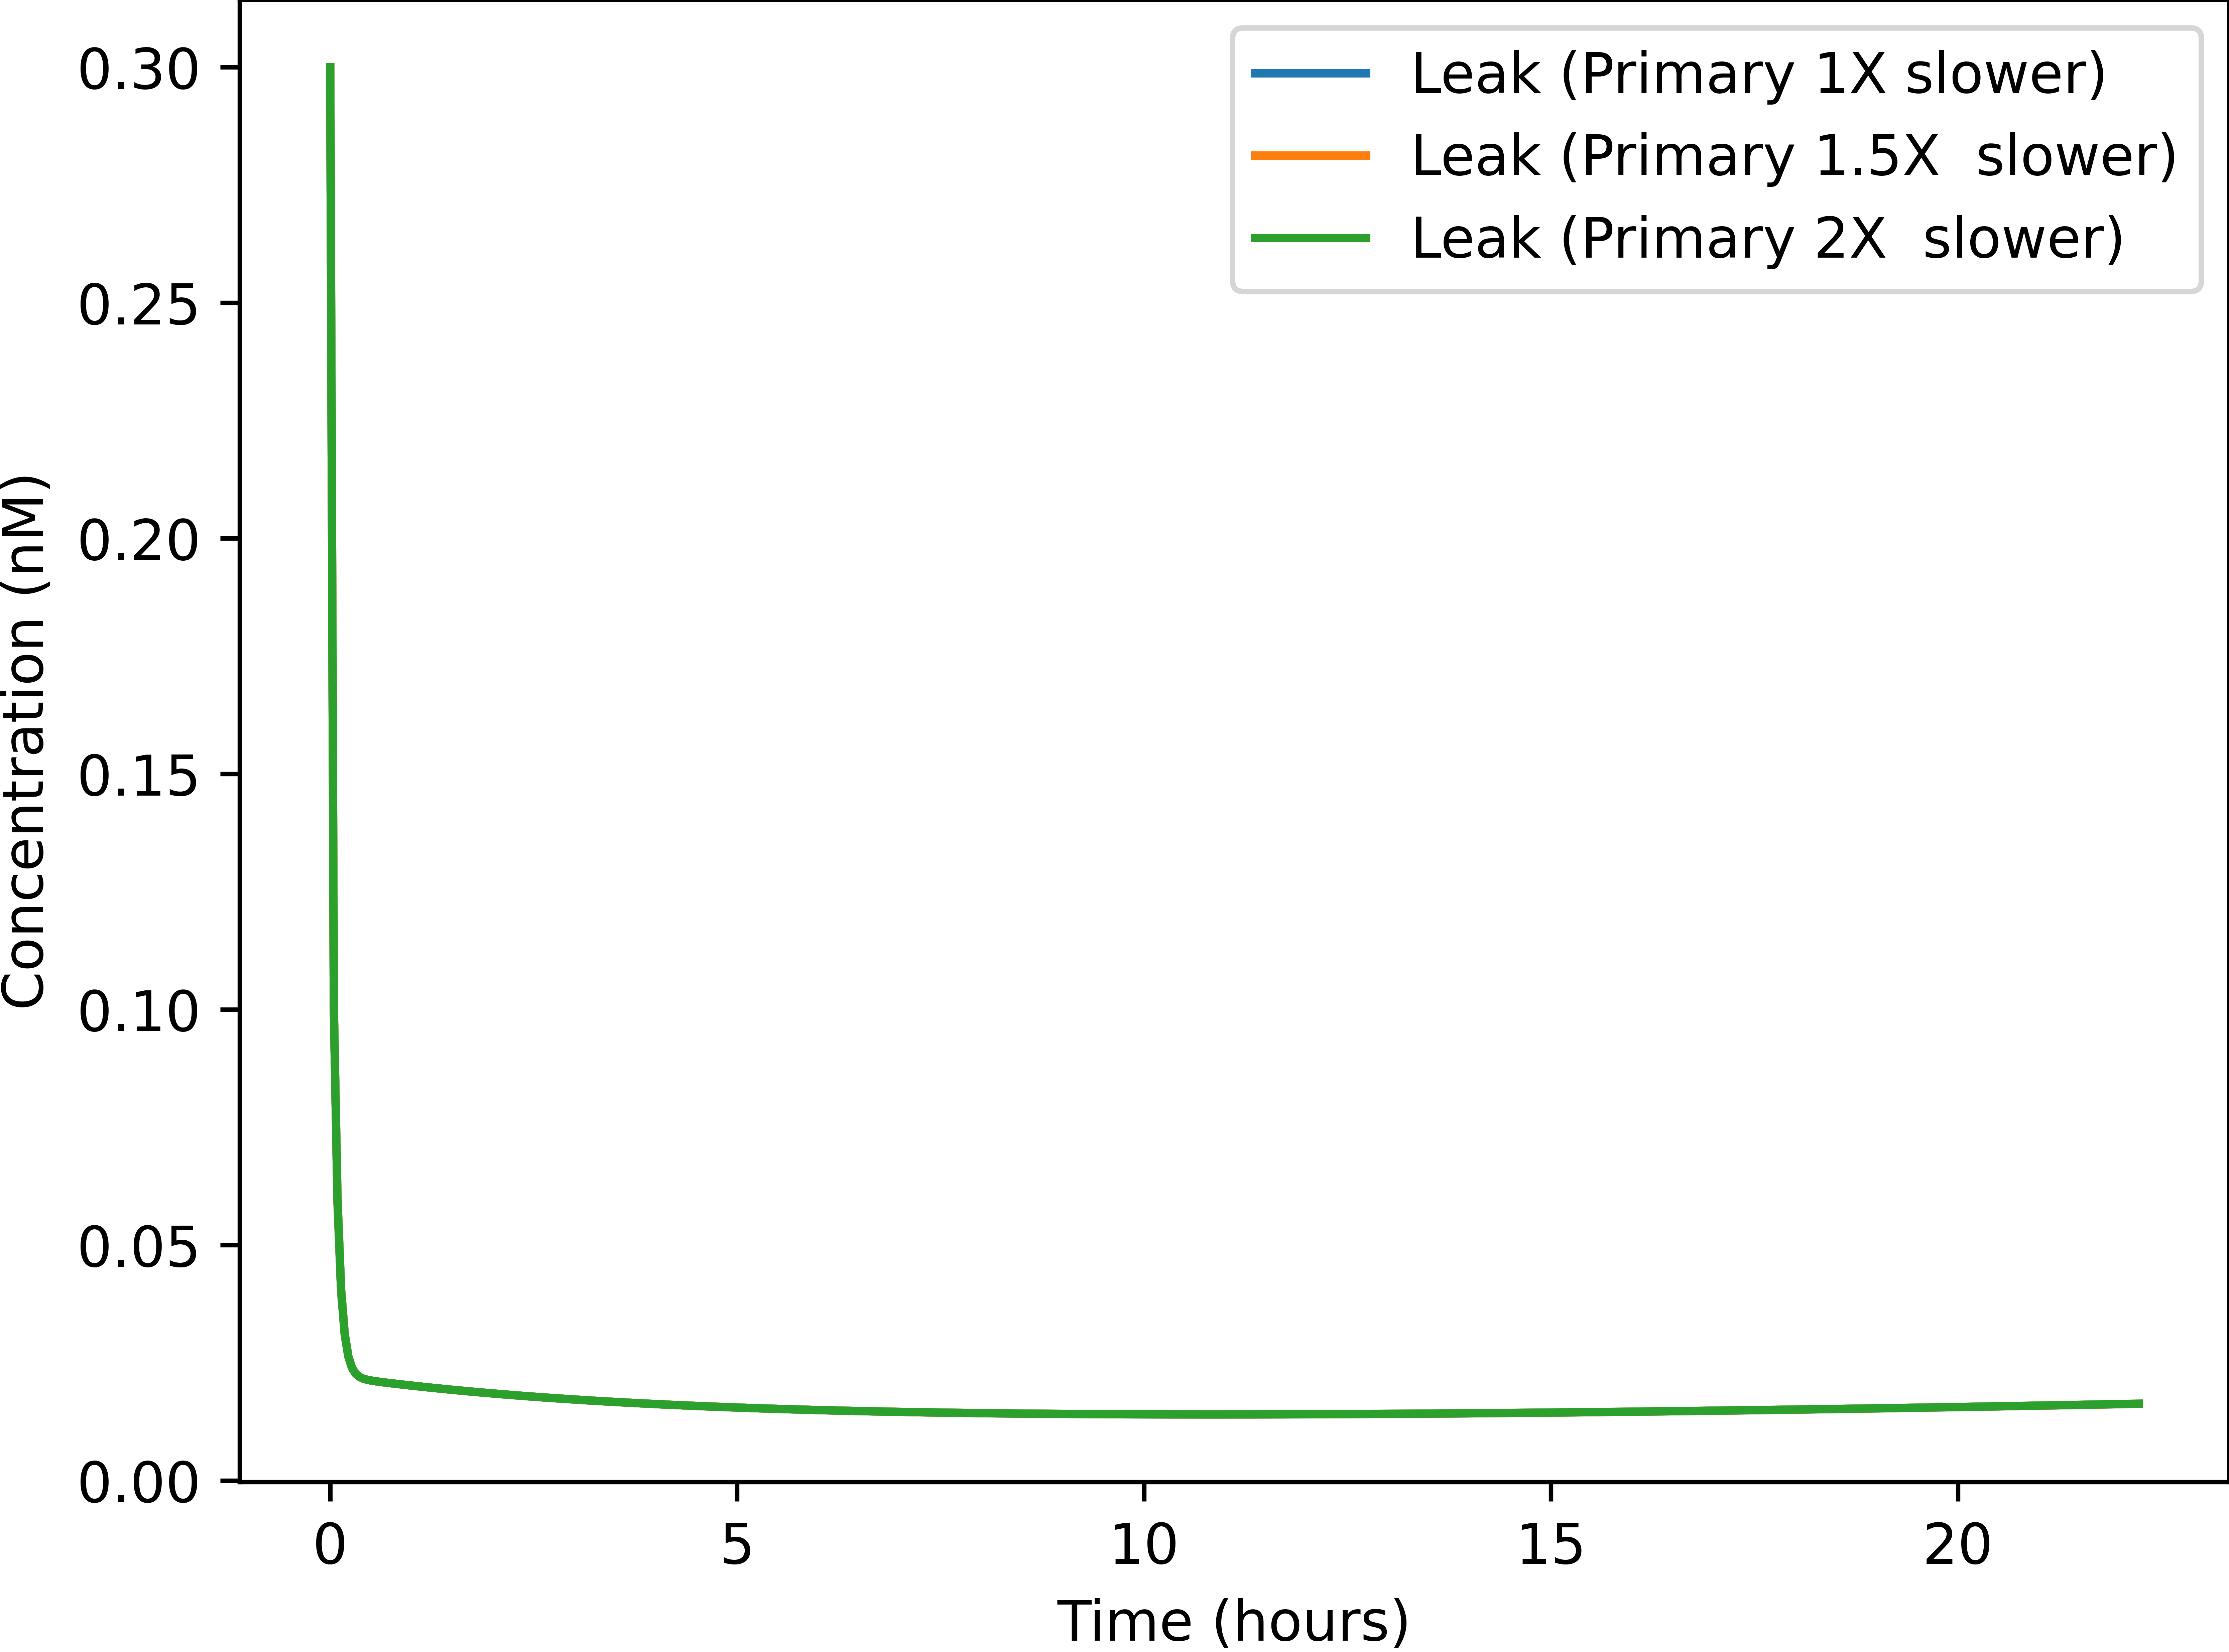 Concentration (nM)
0.30
0.25
0.20
0.15
0.10
0.05
0.00
Leak (Primary 1X slower)
Leak (Primary 1.5X  slower)
Leak (Primary 2X  slower)
0 5 10 15 20
Time (hours)